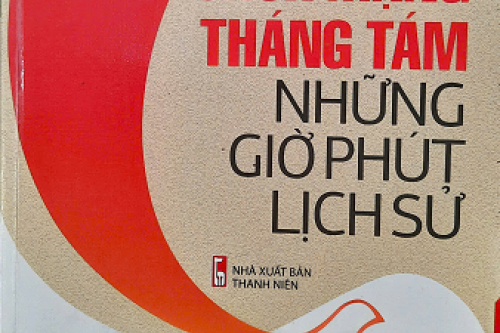 THÁNG TÁM
NHỮNG
GIỜ PHÚT
LỊCH SỬ
NHÀ XUẤT BẢN
THANH NIÊN